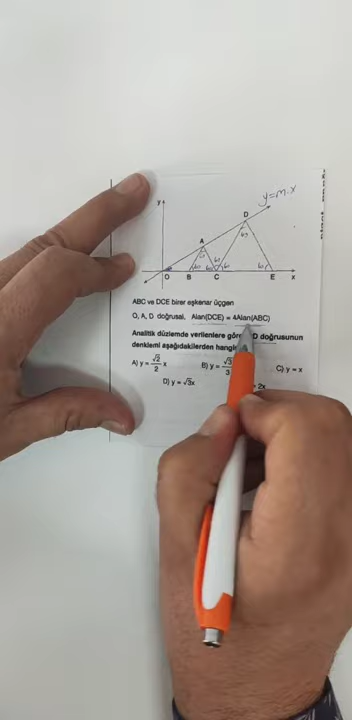 y
y=m.x
D
60
A
60
60
60 60 60 60
O B C E x
ABC ve DCE birer eşkenar üçgen
O, A, D doğrusal, Alan(DCE) = 4Alan(ABC)
Analitik düzlemde verilenlere göre D doğrusunun
denklemi aşağıdakilerden hangi
A) y = √2/2 x B) y = √3/3 C) y = x
D) y = √3x = 2x